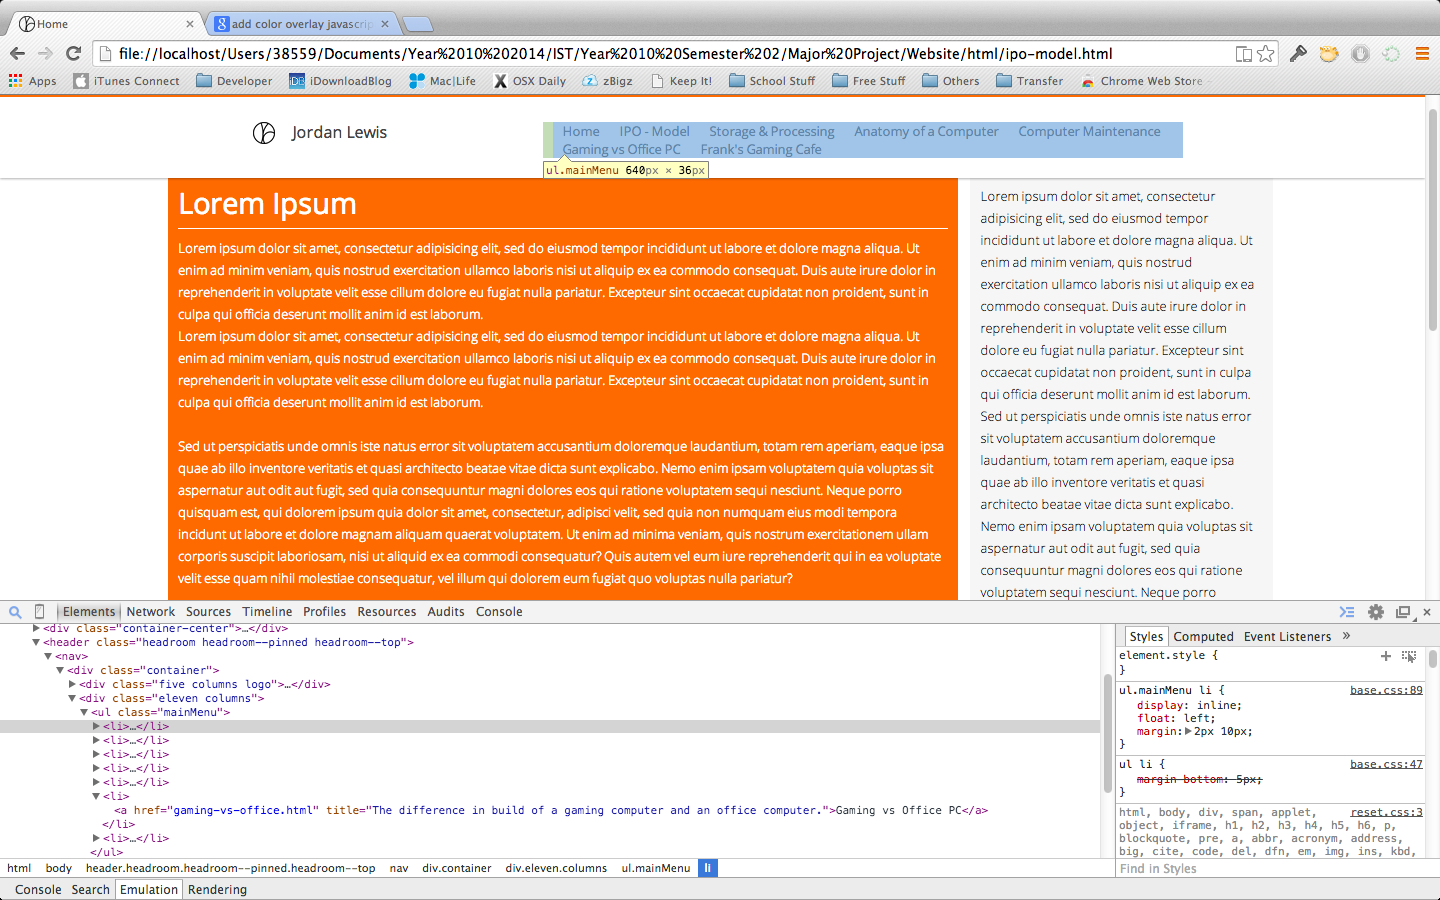 Home
add color overlay javascrip
file://localhost/Users/38559/Documents/Year%2010%202014/IST/Year%2010%20Semester%202/Major%20Project/Website/html/ipo-model.html
Apps iTunes Connect Developer iDownloadBlog Mac|Life OSX Daily zBigz Keep It! School Stuff Free Stuff Others Transfer Chrome Web Store
Jordan Lewis
Home IPO - Model Storage & Processing Anatomy of a Computer Computer Maintenance
Gaming vs Office PC Frank's Gaming Cafe
ul.mainMenu 640px × 36px
Lorem Ipsum
Lorem ipsum dolor sit amet, consectetur adipisicing elit, sed do eiusmod tempor incididunt ut labore et dolore magna aliqua. Ut
enim ad minim veniam, quis nostrud exercitation ullamco laboris nisi ut aliquip ex ea commodo consequat. Duis aute irure dolor in
reprehenderit in voluptate velit esse cillum dolore eu fugiat nulla pariatur. Excepteur sint occaecat cupidatat non proident, sunt in
culpa qui officia deserunt mollit anim id est laborum.
Lorem ipsum dolor sit amet, consectetur adipisicing elit, sed do eiusmod tempor incididunt ut labore et dolore magna aliqua. Ut
enim ad minim veniam, quis nostrud exercitation ullamco laboris nisi ut aliquip ex ea commodo consequat. Duis aute irure dolor in
reprehenderit in voluptate velit esse cillum dolore eu fugiat nulla pariatur. Excepteur sint occaecat cupidatat non proident, sunt in
culpa qui officia deserunt mollit anim id est laborum.
Sed ut perspiciatis unde omnis iste natus error sit voluptatem accusantium doloremque laudantium, totam rem aperiam, eaque ipsa
quae ab illo inventore veritatis et quasi architecto beatae vitae dicta sunt explicabo. Nemo enim ipsam voluptatem quia voluptas sit
aspernatur aut odit aut fugit, sed quia consequuntur magni dolores eos qui ratione voluptatem sequi nesciunt. Neque porro
quisquam est, qui dolorem ipsum quia dolor sit amet, consectetur, adipisci velit, sed quia non numquam eius modi tempora
incidunt ut labore et dolore magnam aliquam quaerat voluptatem. Ut enim ad minima veniam, quis nostrum exercitationem ullam
corporis suscipit laboriosam, nisi ut aliquid ex ea commodi consequatur? Quis autem vel eum iure reprehenderit qui in ea voluptate
velit esse quam nihil molestiae consequatur, vel illum qui dolorem eum fugiat quo voluptas nulla pariatur?
Lorem ipsum dolor sit amet, consectetur
adipisicing elit, sed do eiusmod tempor
incididunt ut labore et dolore magna aliqua. Ut
enim ad minim veniam, quis nostrud
exercitation ullamco laboris nisi ut aliquip ex ea
commodo consequat. Duis aute irure dolor in
reprehenderit in voluptate velit esse cillum
dolore eu fugiat nulla pariatur. Excepteur sint
occaecat cupidatat non proident, sunt in culpa
qui officia deserunt mollit anim id est laborum.
Sed ut perspiciatis unde omnis iste natus error
sit voluptatem accusantium doloremque
laudantium, totam rem aperiam, eaque ipsa
quae ab illo inventore veritatis et quasi
architecto beatae vitae dicta sunt explicabo.
Nemo enim ipsam voluptatem quia voluptas sit
aspernatur aut odit aut fugit, sed quia
consequuntur magni dolores eos qui ratione
voluptatem sequi nesciunt. Neque porro
Elements Network Sources Timeline Profiles Resources Audits Console
<div class="container-center">…</div>
<header class="headroom headroom--pinned headroom--top">
<nav>
<div class="container">
<div class="five columns logo">…</div>
<div class="eleven columns">
<ul class="mainMenu">
<li>…</li>
<li>…</li>
<li>…</li>
<li>…</li>
<li>…</li>
<li>
<a href="gaming-vs-office.html" title="The difference in build of a gaming computer and an office computer.">Gaming vs Office PC</a>
</li>
<li>…</li>
</ul>
html body header.headroom.headroom--pinned.headroom--top nav div.container div.eleven.columns ul.mainMenu li
Styles Computed Event Listeners »
element.style {
}
ul.mainMenu li { base.css:89
display: inline;
float: left;
margin: 2px 10px;
}
ul li { base.css:47
margin-bottom: 5px;
}
html, body, div, span, applet, reset.css:3
object, iframe, h1, h2, h3, h4, h5, h6, p,
blockquote, pre, a, abbr, acronym, address,
big, cite, code, del, dfn, em, img, ins, kbd,
Find in Styles
Console Search Emulation Rendering